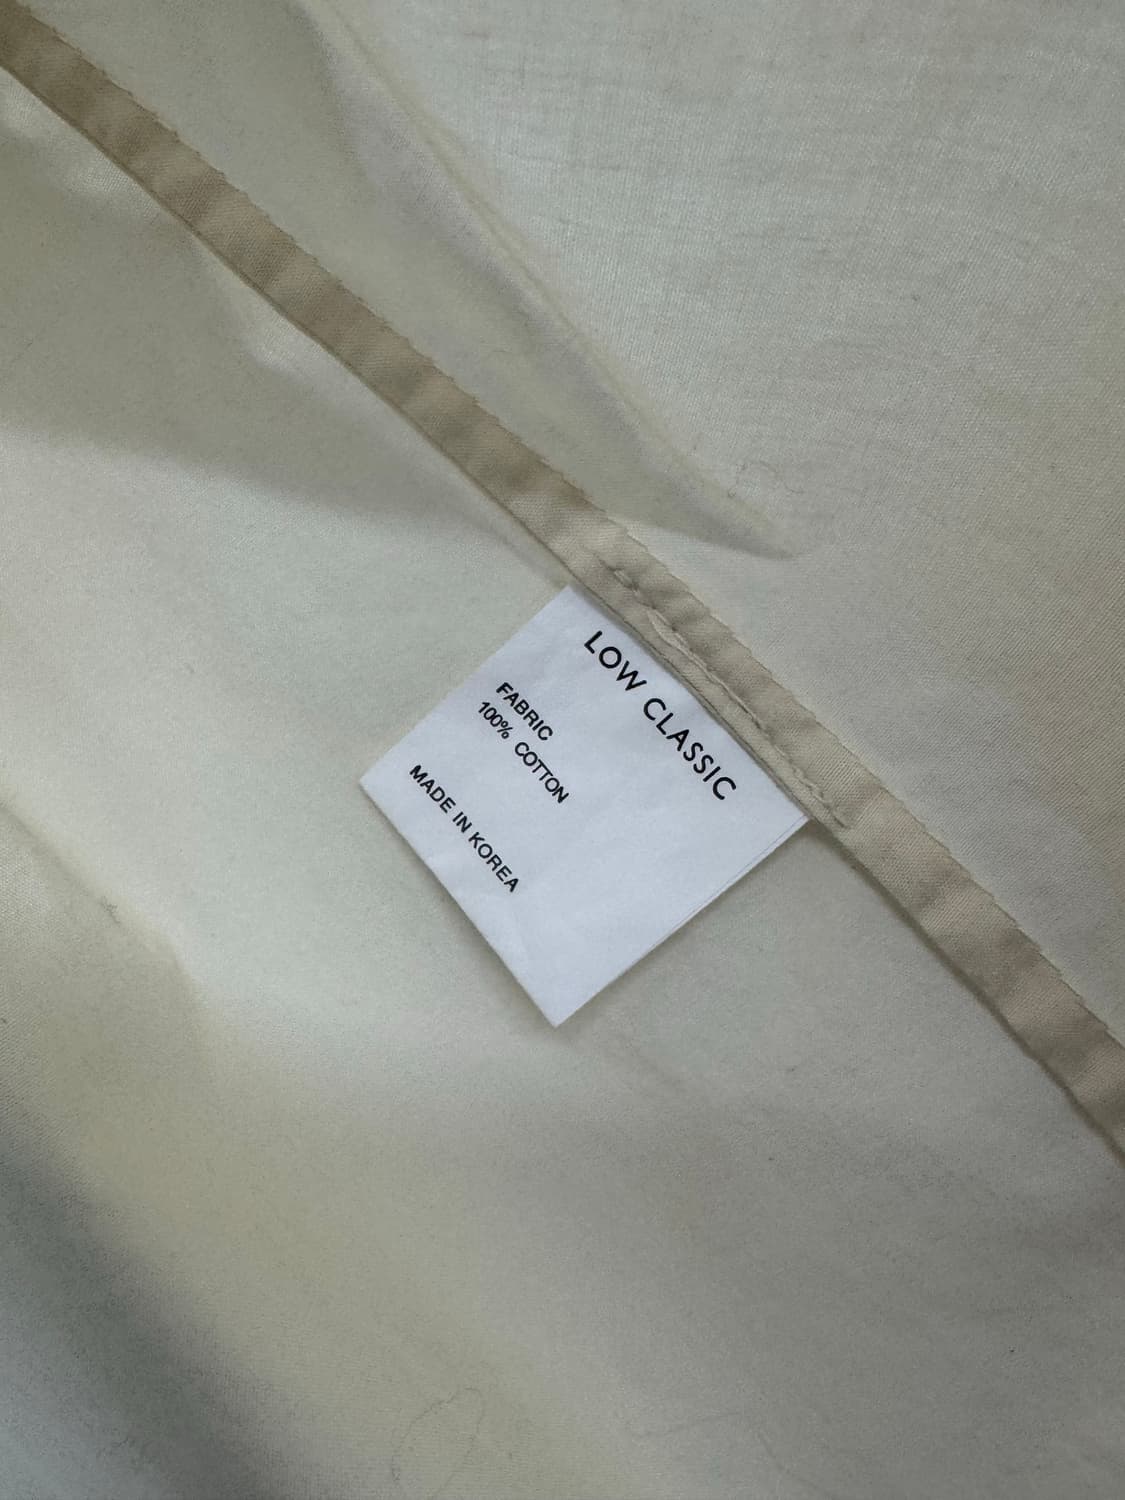 LOW CLASSIC
FABRIC
100% COTTON
MADE IN KOREA